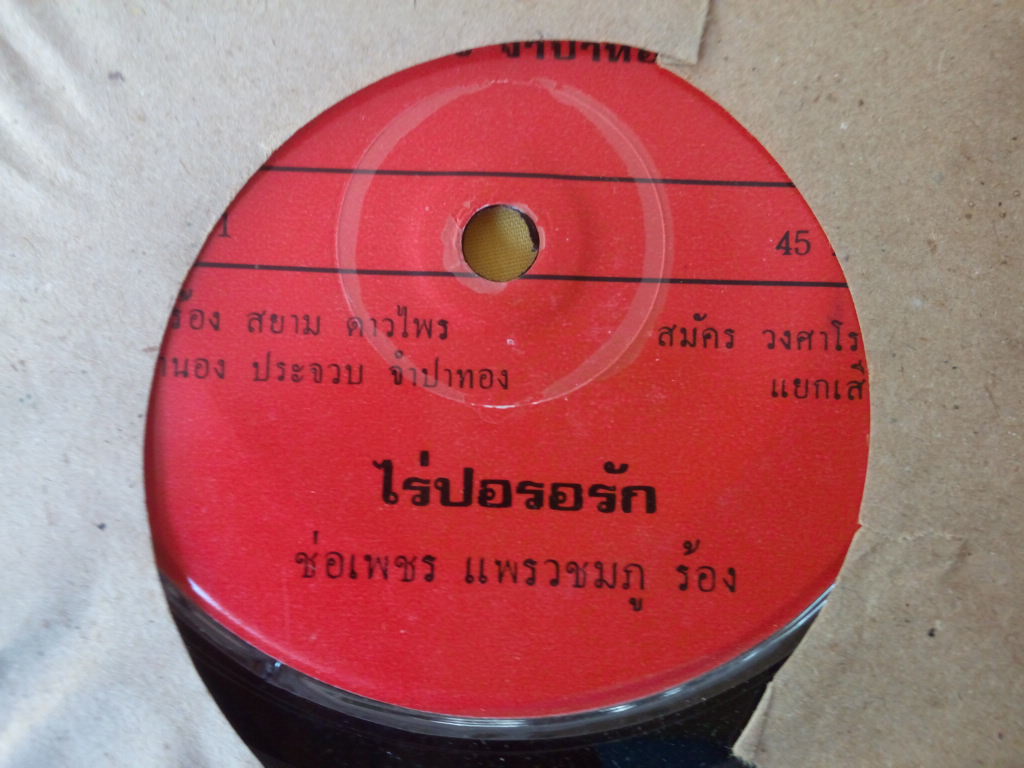 จำปาทอ
45
ร้อง สยาม ดาวไพร
สมัคร วงศาโร
านอง ประจวบ จำปาทอง
แยกเสี
ไร่ปอรอรัก
ช่อเพชร แพรวชมภู ร้อง